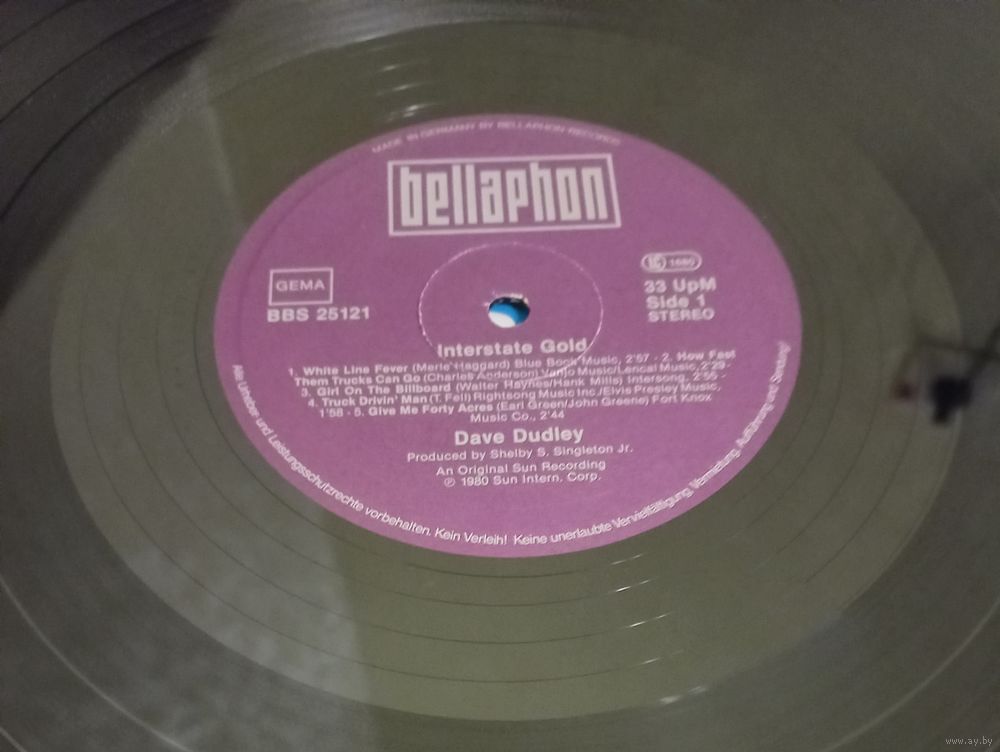 MADE IN GERMANY BY BELLAPHON RECORDS
bellaphon
GEMA
BBS 25121
LC 1680
33 UpM
Side 1
STEREO
Interstate Gold
1. White Line Fever (Merle Haggard) Blue Book Music, 2'57 - 2. How Fast
Them Trucks Can Go (Charles Anderson) Vanjo Music/Lencal Music, 2'29 -
3. Girl On The Billboard (Walter Haynes/Hank Mills) Intersong, 2'55 -
4. Truck Drivin' Man (T. Fell) Rightsong Music Inc./Elvis Presley Music,
1'58 - 5. Give Me Forty Acres (Earl Green/John Greene) Fort Knox
Music Co., 2'44
Dave Dudley
Produced by Shelby S. Singleton Jr.
An Original Sun Recording
℗ 1980 Sun Intern. Corp.
Alle Urheber und Leistungsschutzrechte vorbehalten. Kein Verleih! Keine unerlaubte Vervielfältigung, Vermietung, Aufführung und Sendung!
www.ay.by